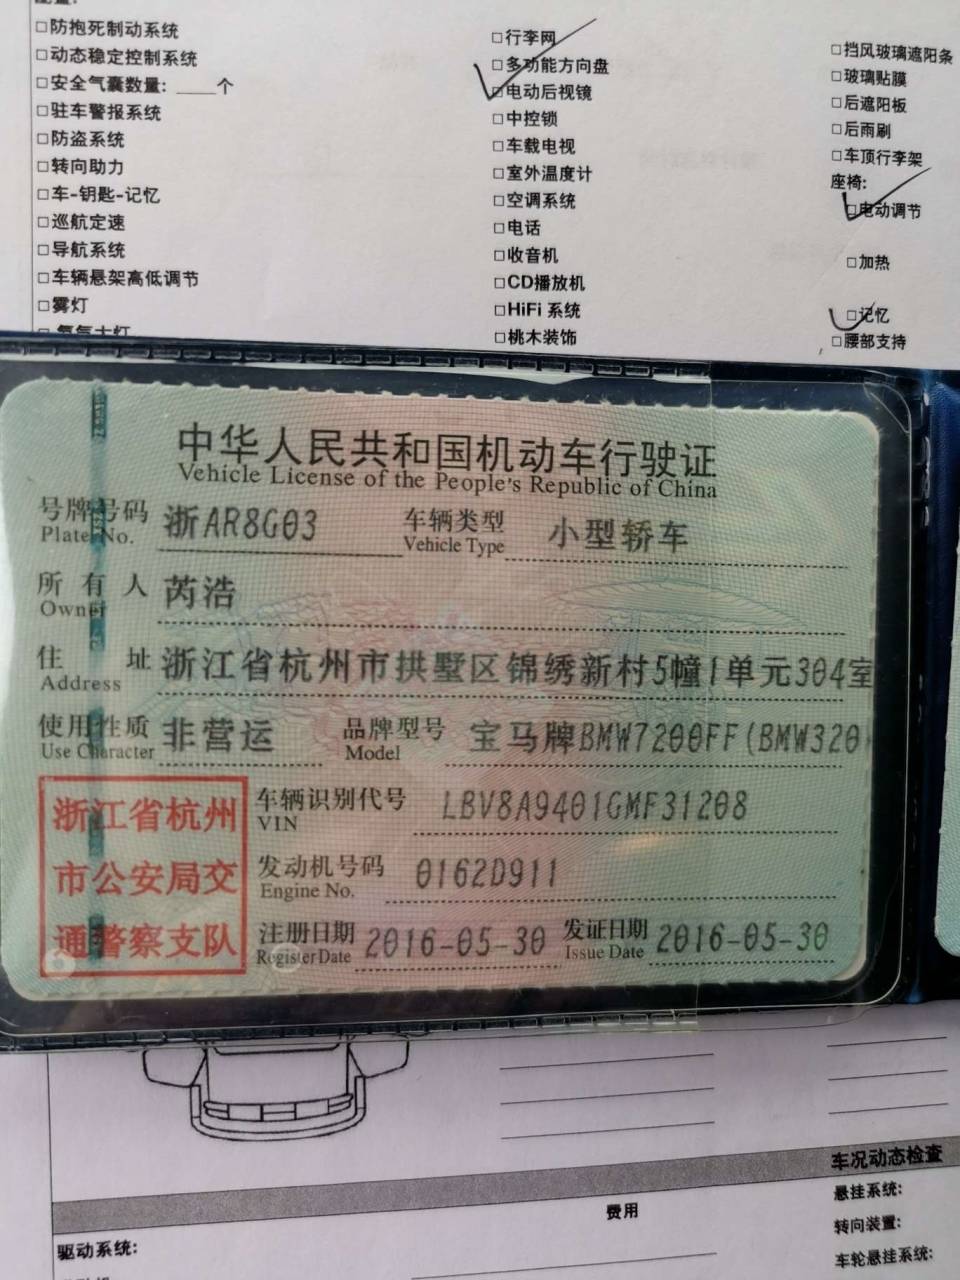 配置:
□防抱死制动系统
□动态稳定控制系统
□安全气囊数量: ____个
□驻车警报系统
□防盗系统
□转向助力
□车-钥匙-记忆
□巡航定速
□导航系统
□车辆悬架高低调节
□雾灯
□氙气大灯
□行李网
□多功能方向盘
□电动后视镜
□中控锁
□车载电视
□室外温度计
□空调系统
□电话
□收音机
□CD播放机
□HiFi 系统
□桃木装饰
□挡风玻璃遮阳条
□玻璃贴膜
□后遮阳板
□后雨刷
□车顶行李架
座椅:
□电动调节
□加热
□记忆
□腰部支持
中华人民共和国机动车行驶证
Vehicle License of the People's Republic of China
号牌号码 浙AR8G03 车辆类型 小型轿车
Plate No. Vehicle Type
所有人 芮浩
Owner
住址 浙江省杭州市拱墅区锦绣新村5幢1单元304室
Address
使用性质 非营运 品牌型号 宝马牌BMW7200FF(BMW320
Use Character Model
浙江省杭州
市公安局交
通警察支队
车辆识别代号 LBV8A9401GMF31208
VIN
发动机号码 0162D911
Engine No.
注册日期 2016-05-30 发证日期 2016-05-30
Register Date Issue Date
车况动态检查
费用
悬挂系统:
转向装置:
驱动系统:
车轮悬挂系统: